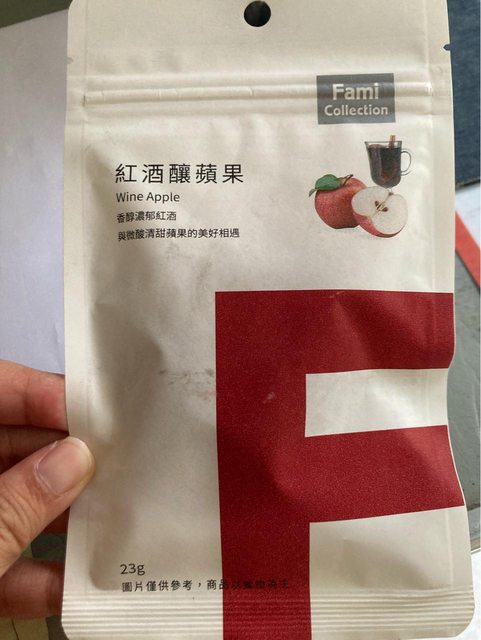 Fami
Collection
紅酒釀蘋果
Wine Apple
香醇濃郁紅酒
與微酸清甜蘋果的美好相遇
23g
圖片僅供參考，商品以實物為主